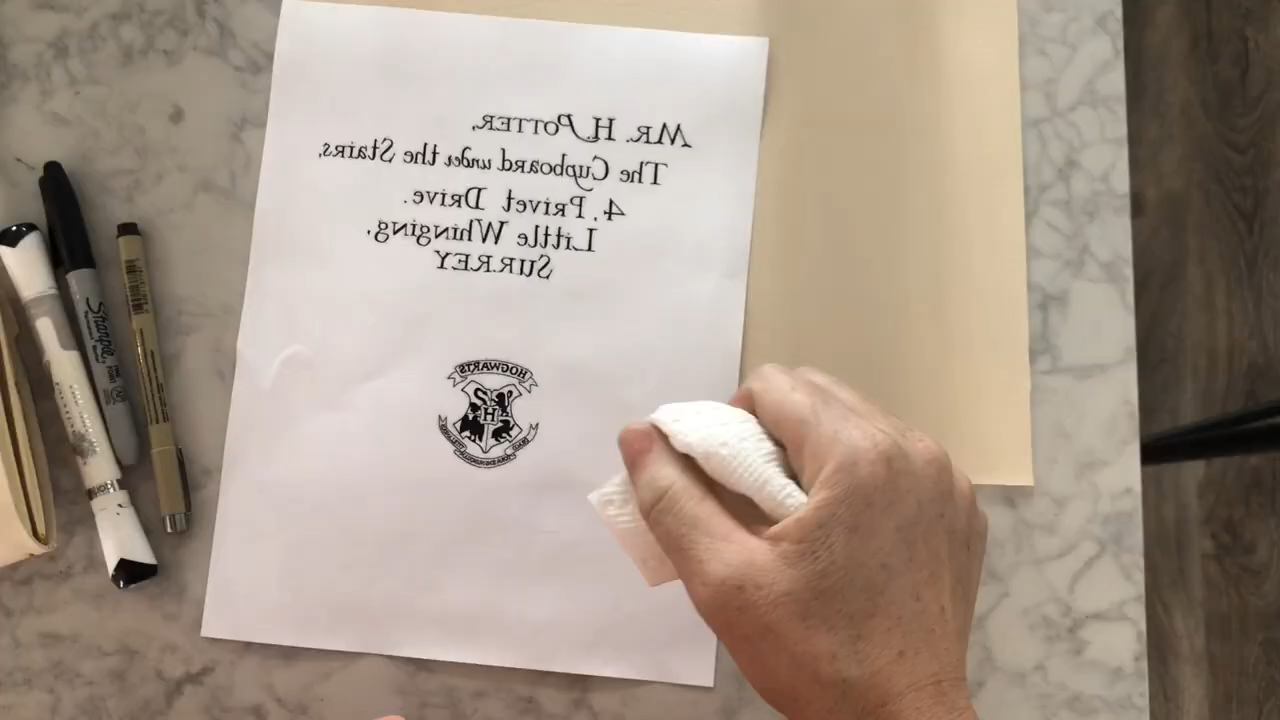 Mr. H. Potter,
The Cupboard under the Stairs,
4. Privet Drive.
Little Whinging,
Surrey
HOGWARTS
H
Sharpie